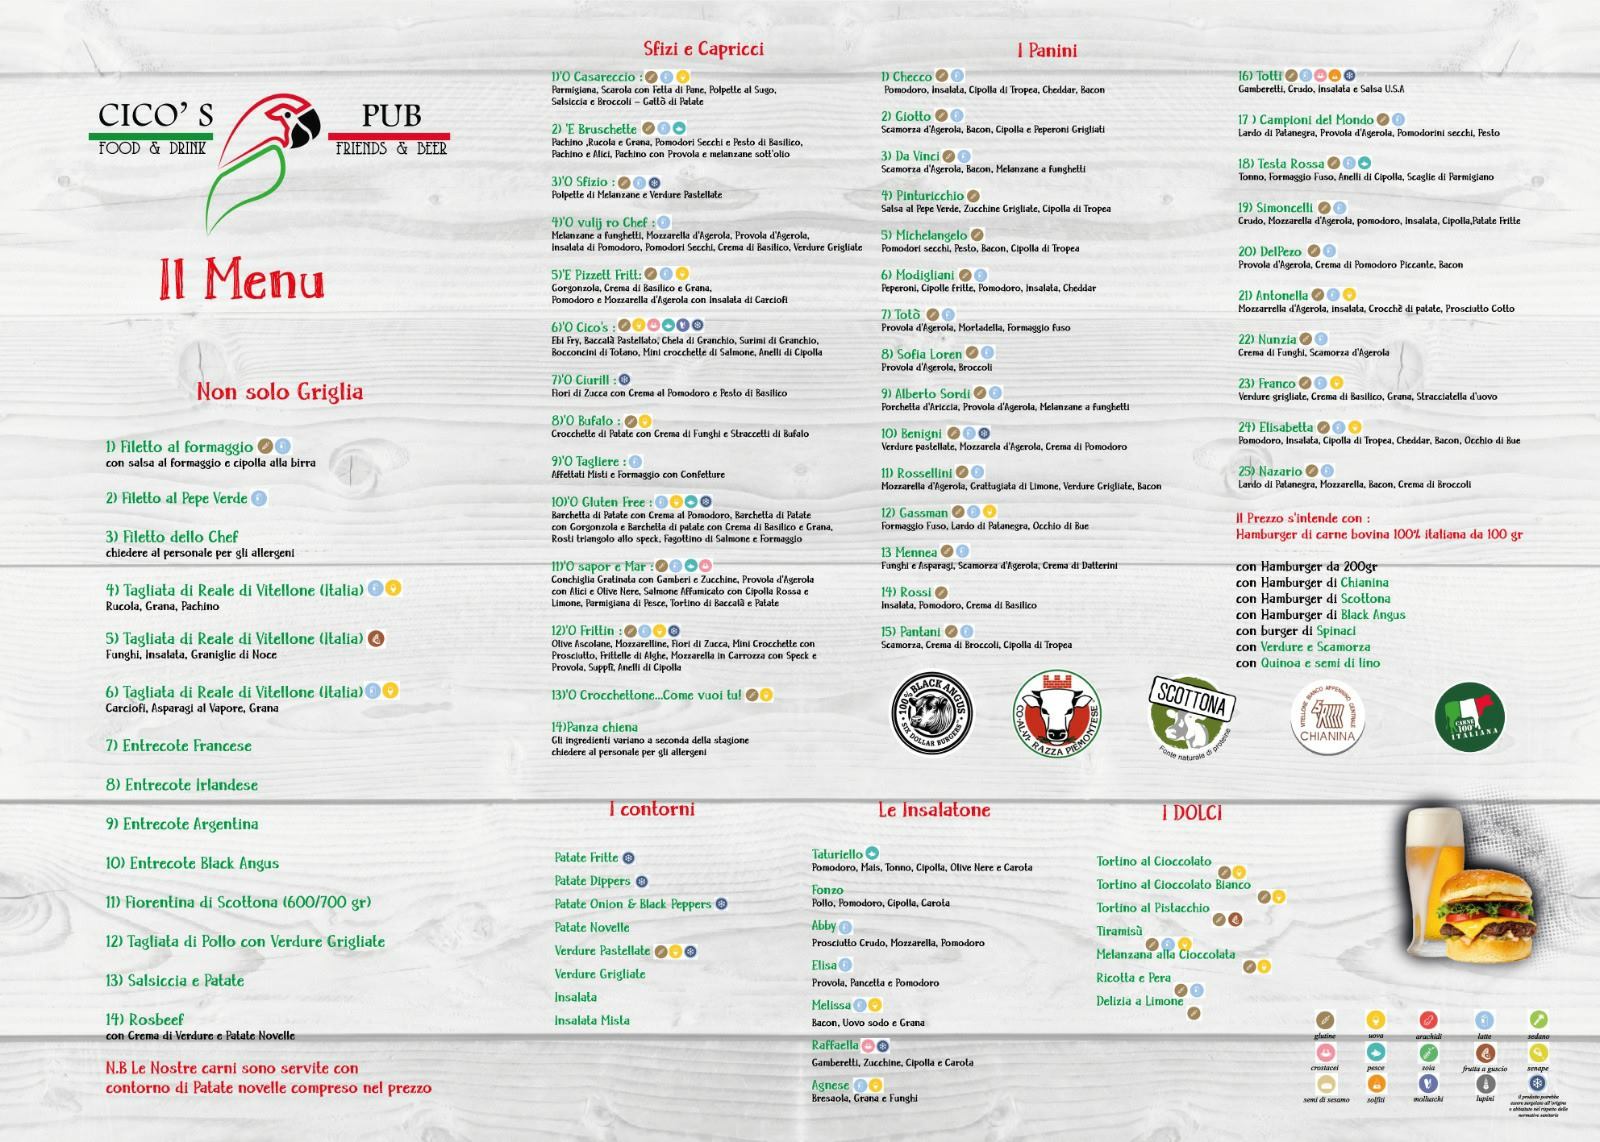 CICO' S PUB
FOOD & DRINK FRIENDS & BEER
Il Menu
Non solo Griglia
1) Filetto al formaggio
con salsa al formaggio e cipolla alla birra
2) Filetto al Pepe Verde
3) Filetto dello Chef
chiedere al personale per gli allergeni
4) Tagliata di Reale di Vitellone (Italia)
Rucola, Grana, Pachino
5) Tagliata di Reale di Vitellone (Italia)
Funghi, Insalata, Graniglie di Noce
6) Tagliata di Reale di Vitellone (Italia)
Carciofi, Asparagi al Vapore, Grana
7) Entrecote Francese
8) Entrecote Irlandese
9) Entrecote Argentina
10) Entrecote Black Angus
11) Fiorentina di Scottona (600/700 gr)
12) Tagliata di Pollo con Verdure Grigliate
13) Salsiccia e Patate
14) Rosbeef
con Crema di Verdure e Patate Novelle
N.B Le Nostre carni sono servite con
contorno di Patate novelle compreso nel prezzo
Sfizi e Capricci
1)'O Casareccio :
Parmigiana, Scarola con Fetta di Pane, Polpette al Sugo,
Salsiccia e Broccoli – Gattò di Patate
2) 'E Bruschette
Pachino ,Rucola e Grana, Pomodori Secchi e Pesto di Basilico,
Pachino e Alici, Pachino con Provola e melanzane sott'olio
3)'O Sfizio :
Polpette di Melanzane e Verdure Pastellate
4)'O vulij ro Chef :
Melanzane a funghetti, Mozzarella d'Agerola, Provola d'Agerola,
Insalata di Pomodoro, Pomodori Secchi, Crema di Basilico, Verdure Grigliate
5)'E Pizzett Fritt:
Gorgonzola, Crema di Basilico e Grana,
Pomodoro e Mozzarella d'Agerola con insalata di Carciofi
6)'O Cico's :
Ebi Fry, Baccalà Pastellato, Chela di Granchio, Surimi di Granchio,
Bocconcini di Totano, Mini crocchette di Salmone, Anelli di Cipolla
7)'O Ciurill :
Fiori di Zucca con Crema al Pomodoro e Pesto di Basilico
8)'O Bufalo :
Crocchette di Patate con Crema di Funghi e Straccetti di Bufalo
9)'O Tagliere :
Affettati Misti e Formaggio con Confetture
10)'O Gluten Free :
Barchetta di Patate con Crema al Pomodoro, Barchetta di Patate
con Gorgonzola e Barchetta di patate con Crema di Basilico e Grana,
Rosti triangolo allo speck, Fagottino di Salmone e Formaggio
11)'O sapor e Mar :
Conchiglia Gratinata con Gamberi e Zucchine, Provola d'Agerola
con Alici e Olive Nere, Salmone Affumicato con Cipolla Rossa e
Limone, Parmigiana di Pesce, Tortino di Baccalà e Patate
12)'O Frittin :
Olive Ascolane, Mozzarelline, Fiori di Zucca, Mini Crocchette con
Prosciutto, Frittelle di Alghe, Mozzarella in Carrozza con Speck e
Provola, Supplì, Anelli di Cipolla
13)'O Crocchettone...Come vuoi tu!
14)Panza chiena
Gli ingredienti variano a seconda della stagione
chiedere al personale per gli allergeni
I Panini
1) Checco
Pomodoro, Insalata, Cipolla di Tropea, Cheddar, Bacon
2) Giotto
Scamorza d'Agerola, Bacon, Cipolla e Peperoni Grigliati
3) Da Vinci
Scamorza d'Agerola, Bacon, Melanzane a funghetti
4) Pinturicchio
Salsa al Pepe Verde, Zucchine Grigliate, Cipolla di Tropea
5) Michelangelo
Pomodori secchi, Pesto, Bacon, Cipolla di Tropea
6) Modigliani
Peperoni, Cipolle fritte, Pomodoro, Insalata, Cheddar
7) Totò
Provola d'Agerola, Mortadella, Formaggio fuso
8) Sofia Loren
Provola d'Agerola, Broccoli
9) Alberto Sordi
Porchetta d'Ariccia, Provola d'Agerola, Melanzane a funghetti
10) Benigni
Verdure pastellate, Mozzarela d'Agerola, Crema di Pomodoro
11) Rossellini
Mozzarella d'Agerola, Grattugiata di Limone, Verdure Grigliate, Bacon
12) Gassman
Formaggio Fuso, Lardo di Patanegra, Occhio di Bue
13 Mennea
Funghi e Asparagi, Scamorza d'Agerola, Crema di Datterini
14) Rossi
Insalata, Pomodoro, Crema di Basilico
15) Pantani
Scamorza, Crema di Broccoli, Cipolla di Tropea
16) Totti
Gamberetti, Crudo, Insalata e Salsa U.S.A
17 ) Campioni del Mondo
Lardo di Patanegra, Provola d'Agerola, Pomodorini secchi, Pesto
18) Testa Rossa
Tonno, Formaggio Fuso, Anelli di Cipolla, Scaglie di Parmigiano
19) Simoncelli
Crudo, Mozzarella d'Agerola, pomodoro, Insalata, Cipolla,Patate Fritte
20) DelPezo
Provola d'Agerola, Crema di Pomodoro Piccante, Bacon
21) Antonella
Mozzarrella d'Agerola, insalata, Crocchè di patate, Prosciutto Cotto
22) Nunzia
Crema di Funghi, Scamorza d'Agerola
23) Franco
Verdure grigliate, Crema di Basilico, Grana, Stracciatella d'uovo
24) Elisabetta
Pomodoro, Insalata, Cipolla di Tropea, Cheddar, Bacon, Occhio di Bue
25) Nazario
Lardo di Patanegra, Mozzarella, Bacon, Crema di Broccoli
Il Prezzo s'intende con :
Hamburger di carne bovina 100% italiana da 100 gr
con Hamburger da 200gr
con Hamburger di Chianina
con Hamburger di Scottona
con Hamburger di Black Angus
con burger di Spinaci
con Verdure e Scamorza
con Quinoa e semi di lino
100% BLACK ANGUS
SIX DOLLAR BURGERS
CO·AL·VI· RAZZA PIEMONTESE
SCOTTONA
Fonte naturale di proteine
VITELLONE BIANCO APPENNINO CENTRALE
CHIANINA
CARNE
100%
ITALIANA
I contorni
Patate Fritte
Patate Dippers
Patate Onion & Black Peppers
Patate Novelle
Verdure Pastellate
Verdure Grigliate
Insalata
Insalata Mista
Le Insalatone
Taturiello
Pomodoro, Mais, Tonno, Cipolla, Olive Nere e Carota
Fonzo
Pollo, Pomodoro, Cipolla, Carota
Abby
Prosciutto Crudo, Mozzarella, Pomodoro
Elisa
Provola, Pancetta e Pomodoro
Melissa
Bacon, Uovo sodo e Grana
Raffaella
Gamberetti, Zucchine, Cipolla e Carota
Agnese
Bresaola, Grana e Funghi
I DOLCI
Tortino al Cioccolato
Tortino al Cioccolato Bianco
Tortino al Pistacchio
Tiramisù
Melanzana alla Cioccolata
Ricotta e Pera
Delizia a Limone
glutine uova arachidi latte sedano
crostacei pesce soia frutta a guscio senape
semi di sesamo solfiti molluschi lupini
il prodotto potrebbe
essere surgelato all'origine
o abbattuto nel rispetto delle
normative sanitarie